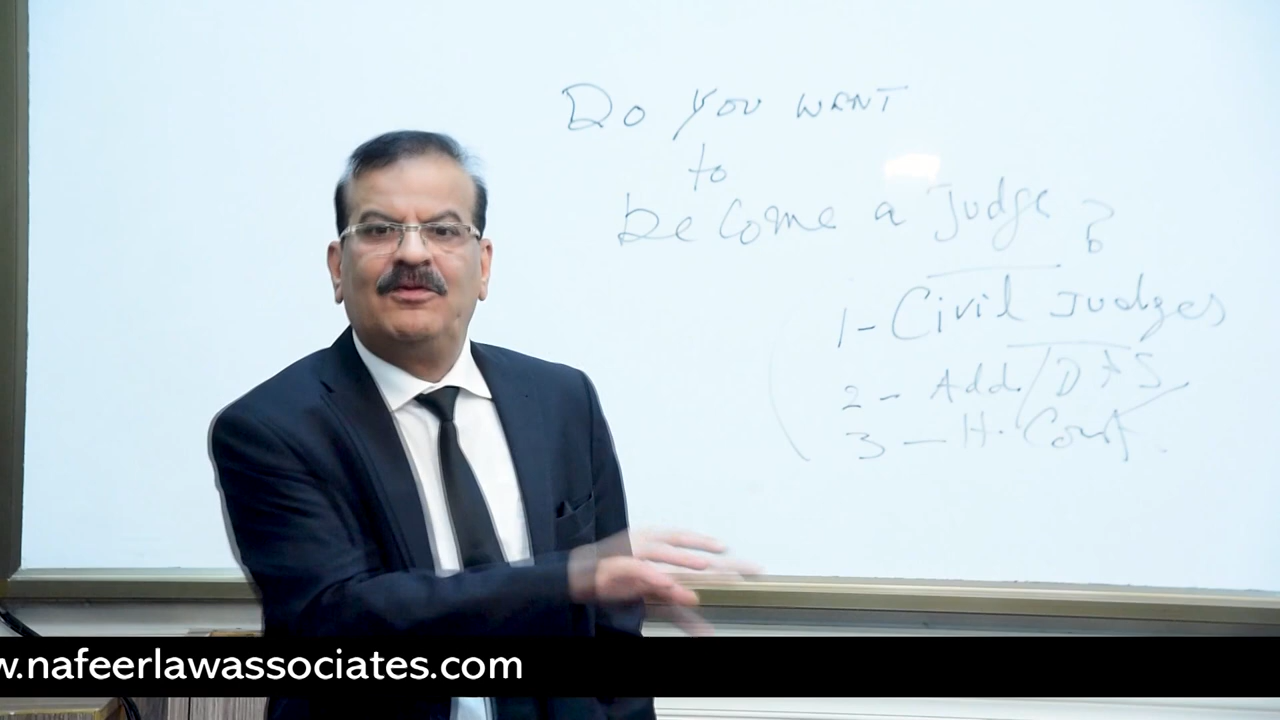 Do you WANT
to
become a Judge ?
1- Civil Judges
2- Add/D & S
3 - H. Court.
w.nafeerlawassociates.com